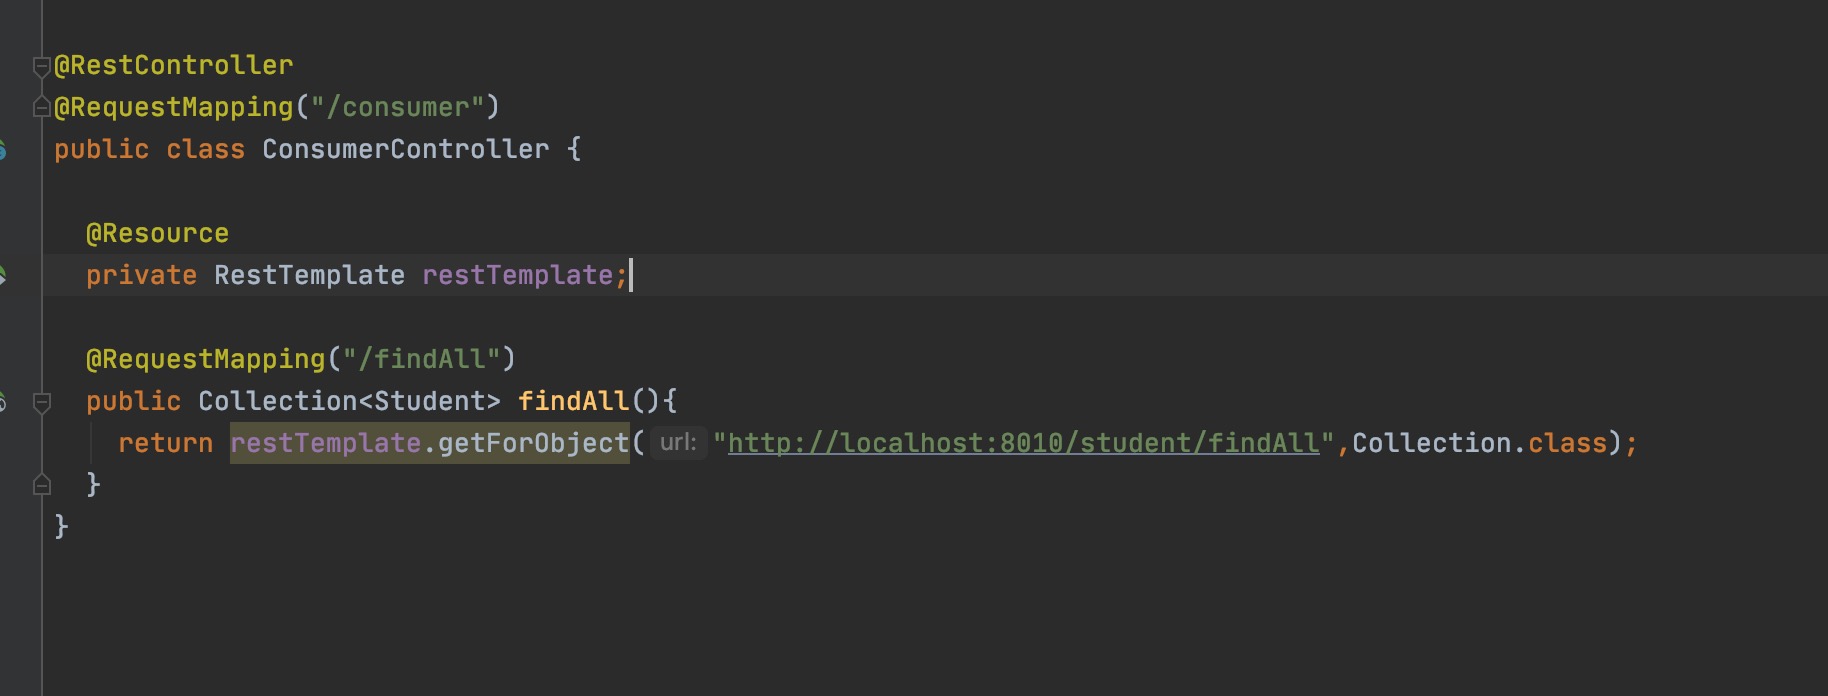 @RestController
@RequestMapping("/consumer")
public class ConsumerController {
@Resource
private RestTemplate restTemplate;
@RequestMapping("/findAll")
public Collection<Student> findAll(){
return restTemplate.getForObject( url: "http://localhost:8010/student/findAll",Collection.class);
}
}